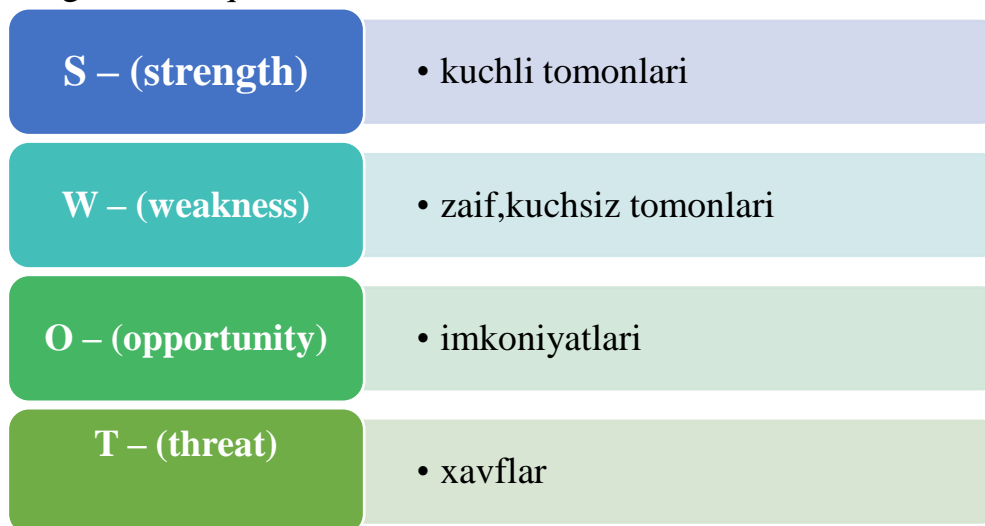 S – (strength)
• kuchli tomonlari
W – (weakness)
• zaif,kuchsiz tomonlari
O – (opportunity)
• imkoniyatlari
T – (threat)
• xavflar